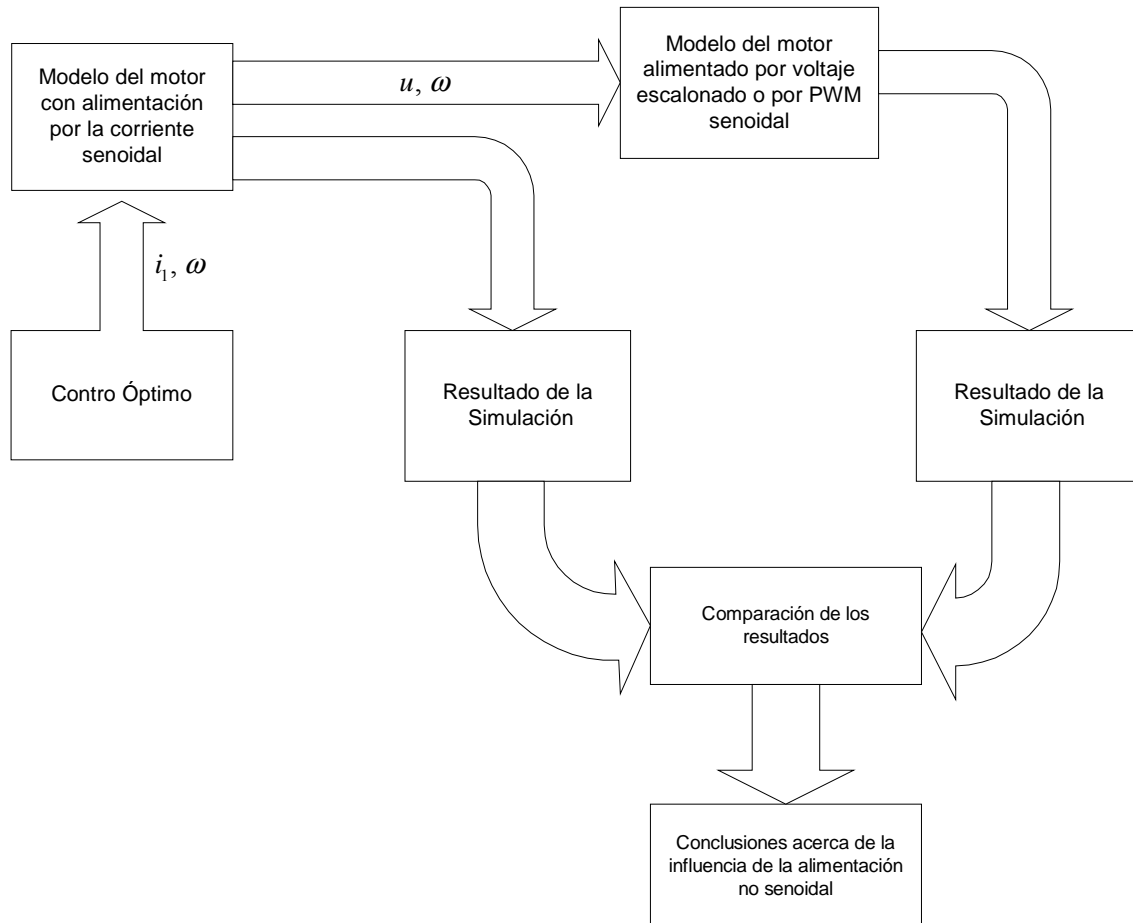 Modelo del motor
con alimentación
por la corriente
senoidal
u, ω
Modelo del motor
alimentado por voltaje
escalonado o por PWM
senoidal
i₁, ω
Contro Óptimo
Resultado de la
Simulación
Resultado de la
Simulación
Comparación de los
resultados
Conclusiones acerca de la
influencia de la alimentación
no senoidal